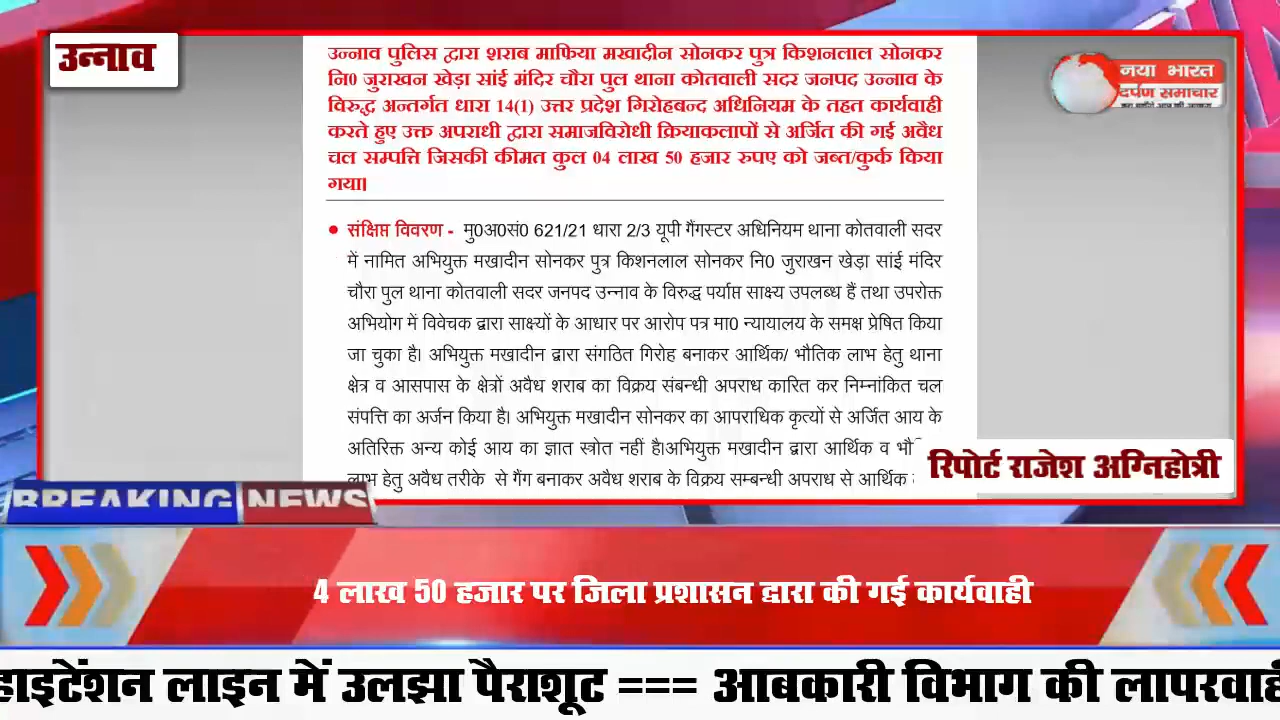 उन्नाव
उन्नाव पुलिस द्वारा शराब माफिया मखादीन सोनकर पुत्र किशनलाल सोनकर
नि0 जुराखन खेड़ा सांई मंदिर चौरा पुल थाना कोतवाली सदर जनपद उन्नाव के
विरुद्ध अन्तर्गत धारा 14(1) उत्तर प्रदेश गिरोहबन्द अधिनियम के तहत कार्यवाही
करते हुए उक्त अपराधी द्वारा समाजविरोधी क्रियाकलापों से अर्जित की गई अवैध
चल सम्पत्ति जिसकी कीमत कुल 04 लाख 50 हजार रुपए को जब्त/कुर्क किया
गया।
नया भारत
दर्पण समाचार
● संक्षिप्त विवरण - मु0अ0सं0 621/21 धारा 2/3 यूपी गैंगस्टर अधिनियम थाना कोतवाली सदर
में नामित अभियुक्त मखादीन सोनकर पुत्र किशनलाल सोनकर नि0 जुराखन खेड़ा सांई मंदिर
चौरा पुल थाना कोतवाली सदर जनपद उन्नाव के विरुद्ध पर्याप्त साक्ष्य उपलब्ध हैं तथा उपरोक्त
अभियोग में विवेचक द्वारा साक्ष्यों के आधार पर आरोप पत्र मा0 न्यायालय के समक्ष प्रेषित किया
जा चुका है। अभियुक्त मखादीन द्वारा संगठित गिरोह बनाकर आर्थिक/ भौतिक लाभ हेतु थाना
क्षेत्र व आसपास के क्षेत्रों अवैध शराब का विक्रय संबन्धी अपराध कारित कर निम्नांकित चल
संपत्ति का अर्जन किया है। अभियुक्त मखादीन सोनकर का आपराधिक कृत्यों से अर्जित आय के
अतिरिक्त अन्य कोई आय का ज्ञात स्त्रोत नहीं है।अभियुक्त मखादीन द्वारा आर्थिक व
लाभ हेतु अवैध तरीके से गैंग बनाकर अवैध शराब के विक्रय सम्बन्धी अपराध से आर्थिक
रिपोर्ट राजेश अग्निहोत्री
BREAKING NEWS
4 लाख 50 हजार पर जिला प्रशासन द्वारा की गई कार्यवाही
हाइटेंशन लाइन में उलझा पैराशूट === आबकारी विभाग की लापरवाही